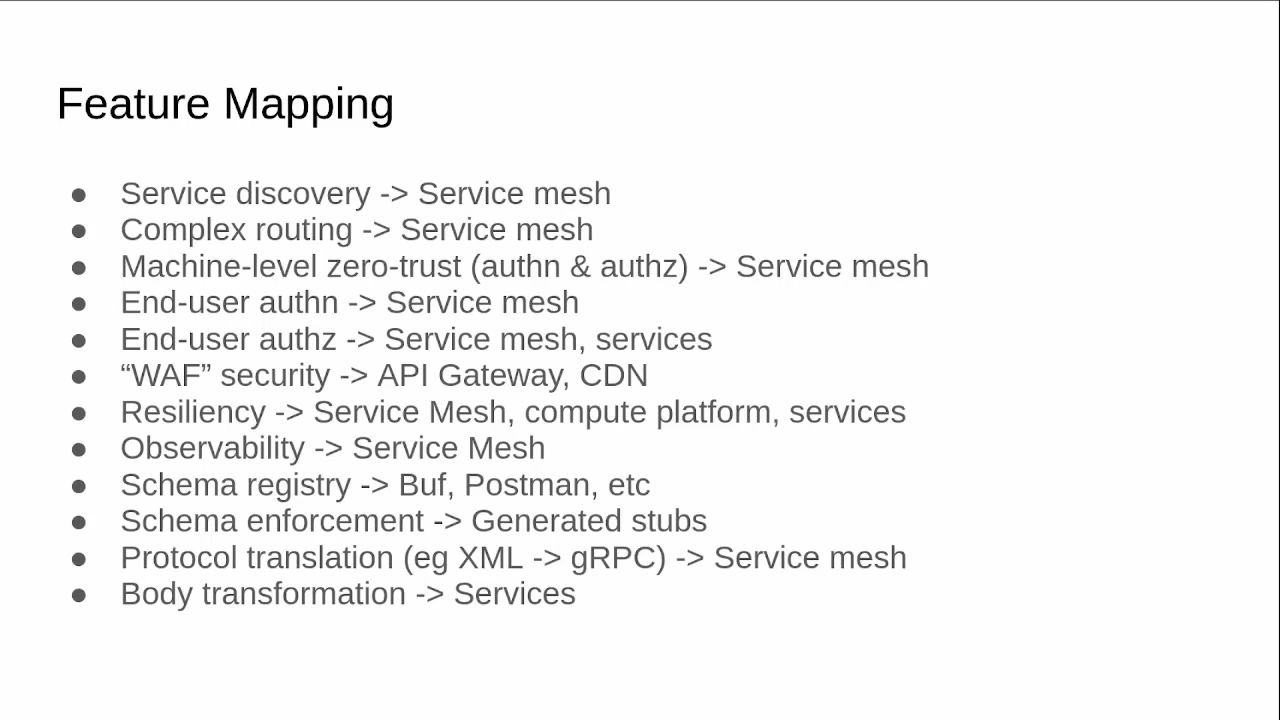 Feature Mapping
● Service discovery -> Service mesh
● Complex routing -> Service mesh
● Machine-level zero-trust (authn & authz) -> Service mesh
● End-user authn -> Service mesh
● End-user authz -> Service mesh, services
● “WAF” security -> API Gateway, CDN
● Resiliency -> Service Mesh, compute platform, services
● Observability -> Service Mesh
● Schema registry -> Buf, Postman, etc
● Schema enforcement -> Generated stubs
● Protocol translation (eg XML -> gRPC) -> Service mesh
● Body transformation -> Services